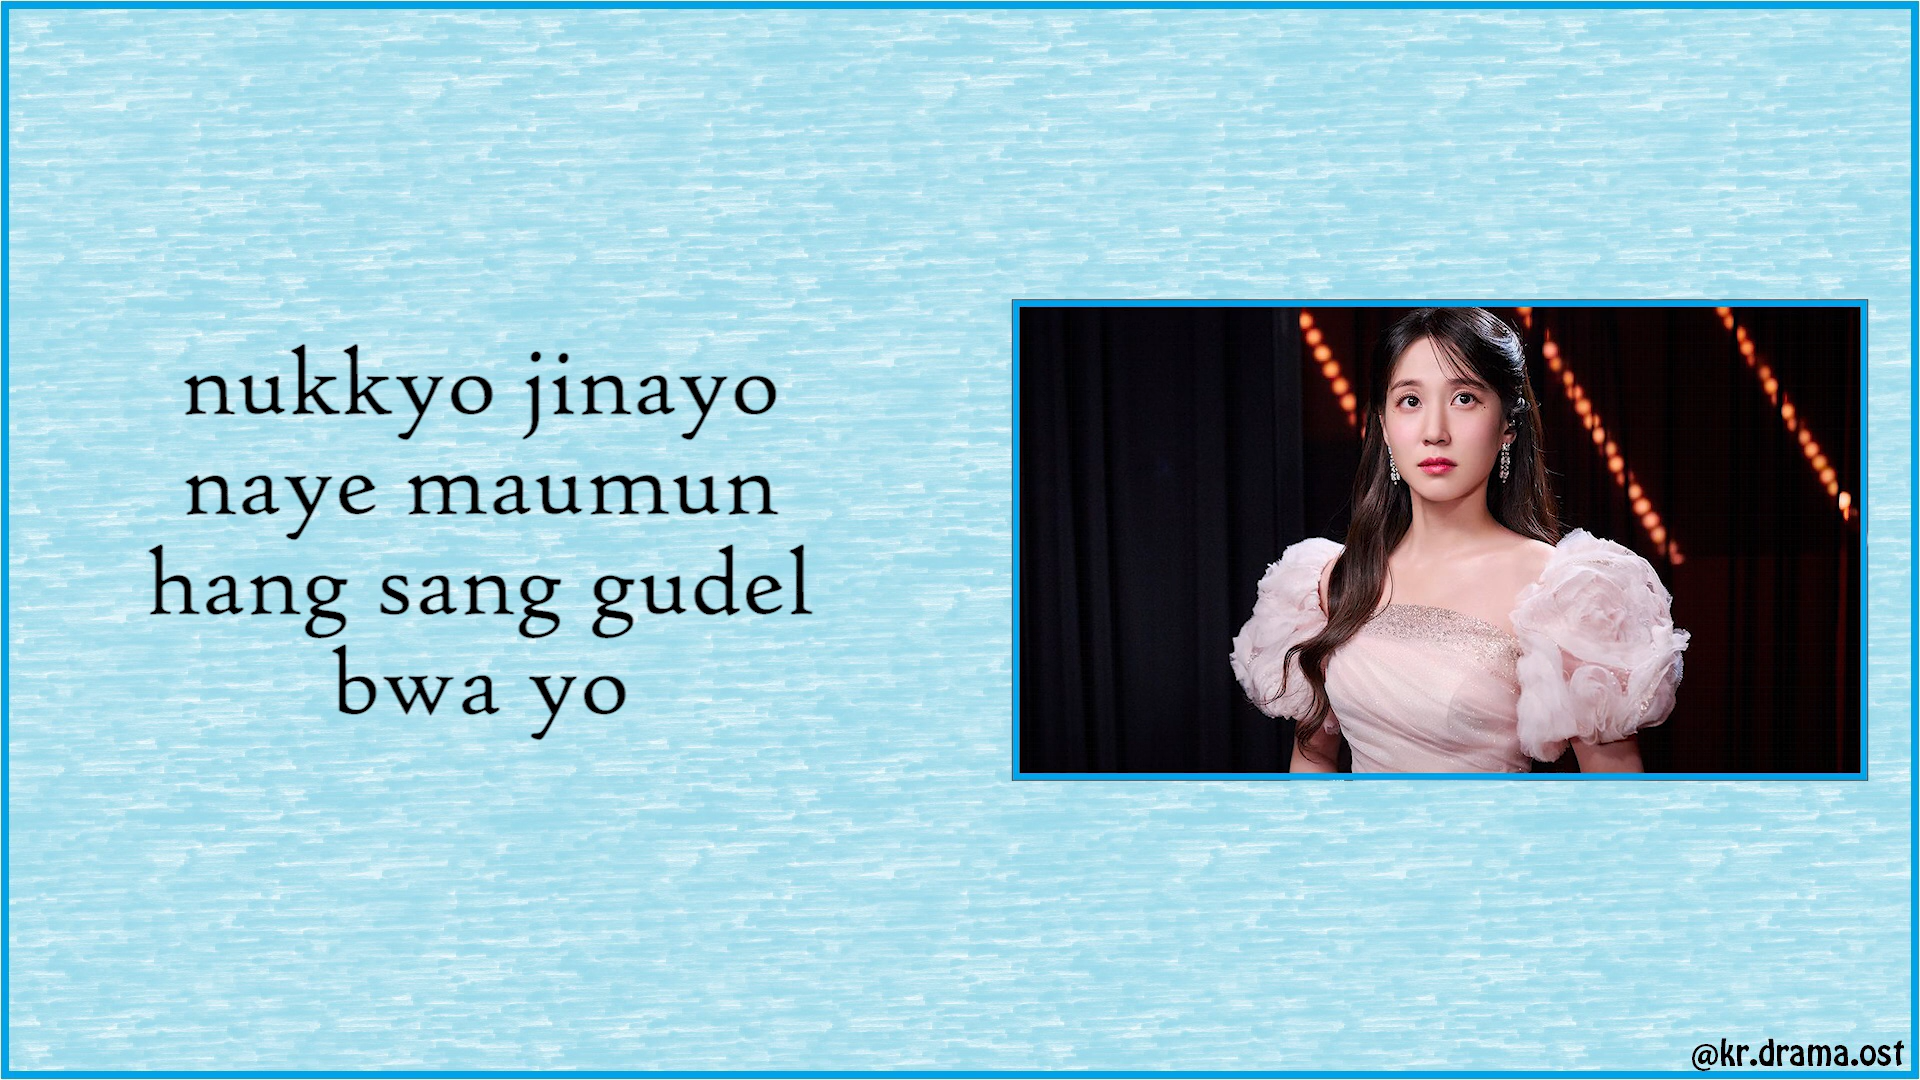 nukkyo jinayo
naye maumun
hang sang gudel
bwa yo
@kr.drama.ost